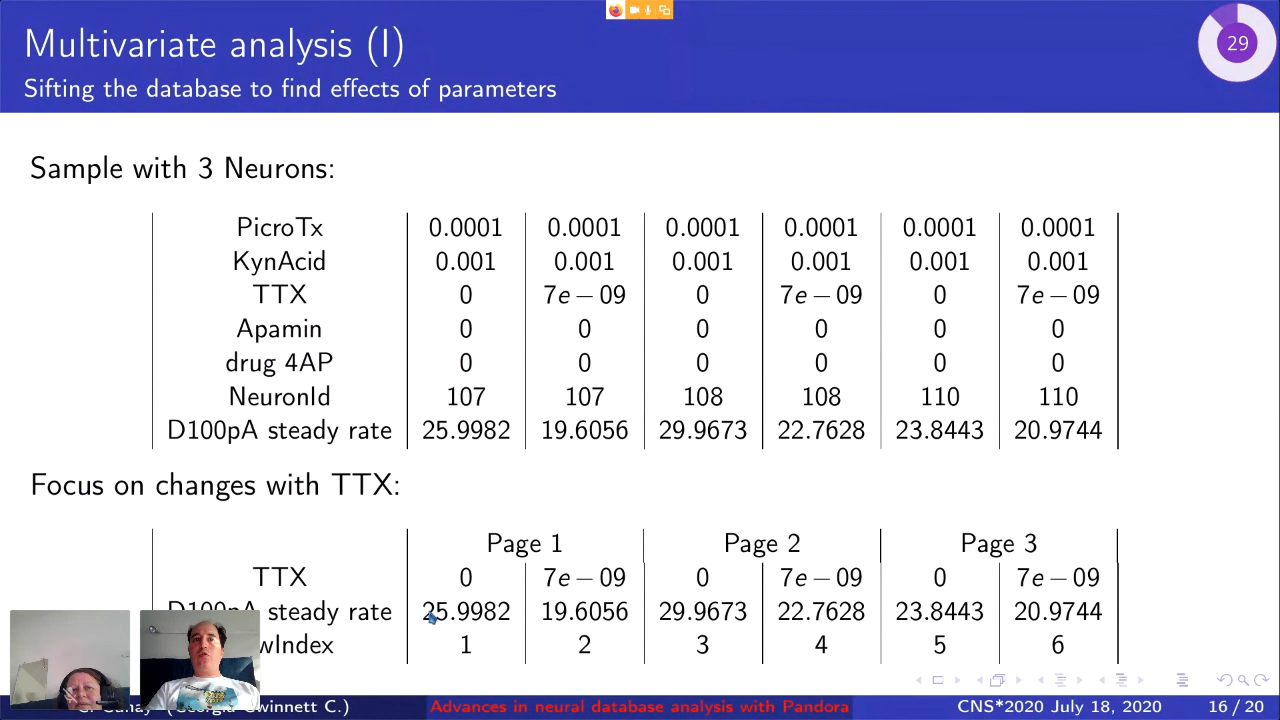 Multivariate analysis (I)
29
Sifting the database to find effects of parameters
Sample with 3 Neurons:
PicroTx 0.0001 0.0001 0.0001 0.0001 0.0001 0.0001
KynAcid 0.001 0.001 0.001 0.001 0.001 0.001
TTX 0 7e − 09 0 7e − 09 0 7e − 09
Apamin 0 0 0 0 0 0
drug 4AP 0 0 0 0 0 0
NeuronId 107 107 108 108 110 110
D100pA steady rate 25.9982 19.6056 29.9673 22.7628 23.8443 20.9744
Focus on changes with TTX:
Page 1 Page 2 Page 3
TTX 0 7e − 09 0 7e − 09 0 7e − 09
D100pA steady rate 25.9982 19.6056 29.9673 22.7628 23.8443 20.9744
wIndex 1 2 3 4 5 6
Gwinnett C.) Advances in neural database analysis with Pandora CNS*2020 July 18, 2020 16 / 20